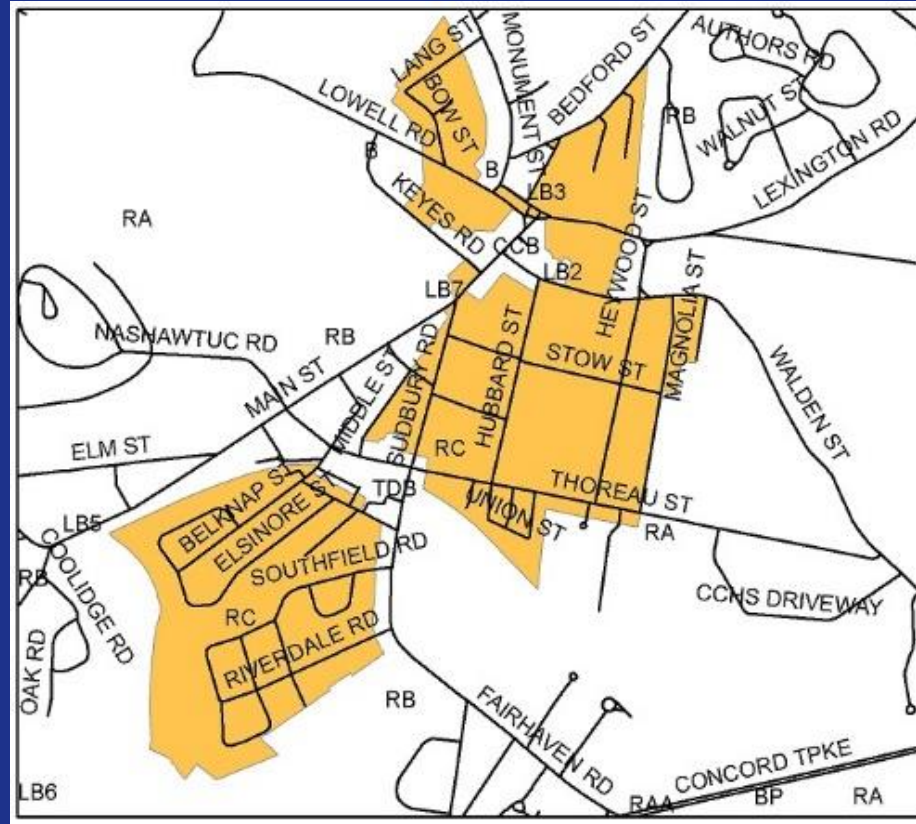 LANG ST
MONUMENT ST
BEDFORD ST
AUTHORS RD
BOW ST
LOWELL RD
RB
WALNUT ST
B
B
LEXINGTON RD
LB3
KEYES RD
RA
CCB
HEYWOOD ST
LB2
LB7
MAGNOLIA ST
NASHAWTUC RD
RB
HUBBARD ST
STOW ST
WALDEN ST
MAIN ST
MIDDLE ST
SUDBURY RD
ELM ST
RC
THOREAU ST
BELKNAP ST
TDB
UNION ST
LB5
ELSINORE ST
RA
SOUTHFIELD RD
COOLIDGE RD
RB
CCHS DRIVEWAY
RC
OAK RD
RIVERDALE RD
RB
FAIRHAVEN RD
CONCORD TPKE
LB6
RAA
BP
RA